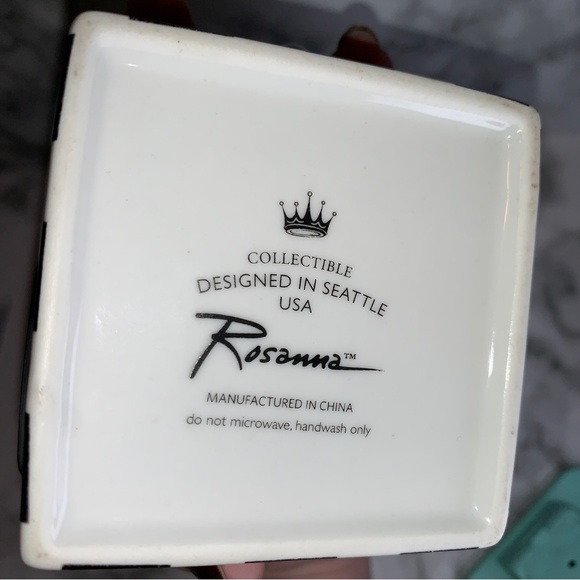 COLLECTIBLE
DESIGNED IN SEATTLE
USA
Rosanna™
MANUFACTURED IN CHINA
do not microwave, handwash only